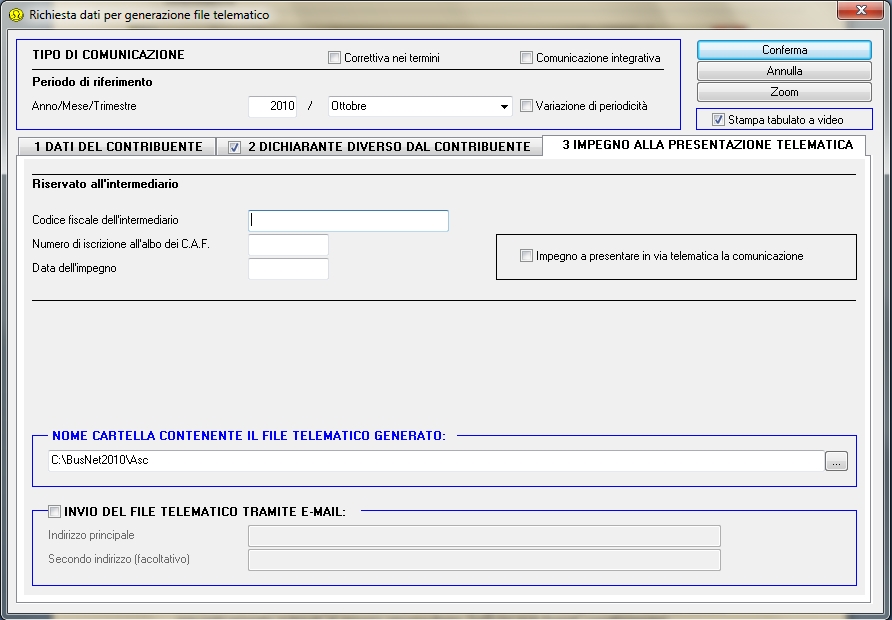 Richiesta dati per generazione file telematico
TIPO DI COMUNICAZIONE
Correttiva nei termini
Comunicazione integrativa
Periodo di riferimento
Anno/Mese/Trimestre
2010 / Ottobre
Variazione di periodicità
Conferma
Annulla
Zoom
Stampa tabulato a video
1 DATI DEL CONTRIBUENTE
2 DICHIARANTE DIVERSO DAL CONTRIBUENTE
3 IMPEGNO ALLA PRESENTAZIONE TELEMATICA
Riservato all'intermediario
Codice fiscale dell'intermediario
Numero di iscrizione all'albo dei C.A.F.
Data dell'impegno
Impegno a presentare in via telematica la comunicazione
NOME CARTELLA CONTENENTE IL FILE TELEMATICO GENERATO:
C:\BusNet2010\Asc
...
INVIO DEL FILE TELEMATICO TRAMITE E-MAIL:
Indirizzo principale
Secondo indirizzo (facoltativo)